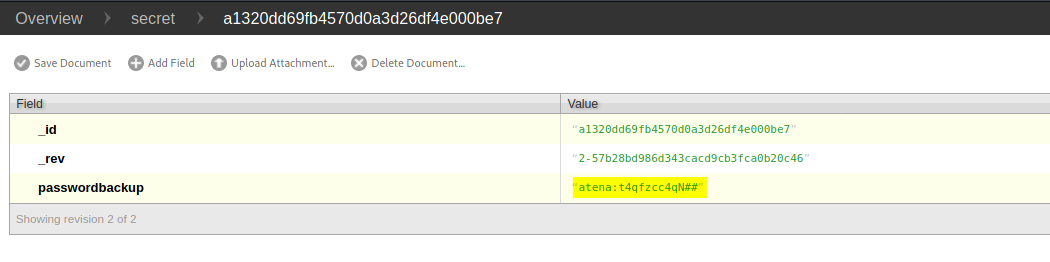 Overview > secret > a1320dd69fb4570d0a3d26df4e000be7
Save Document Add Field Upload Attachment... Delete Document...
Field Value
_id "a1320dd69fb4570d0a3d26df4e000be7"
_rev "2-57b28bd986d343cacd9cb3fca0b20c46"
passwordbackup "atena:t4qfzcc4qN##"
Showing revision 2 of 2